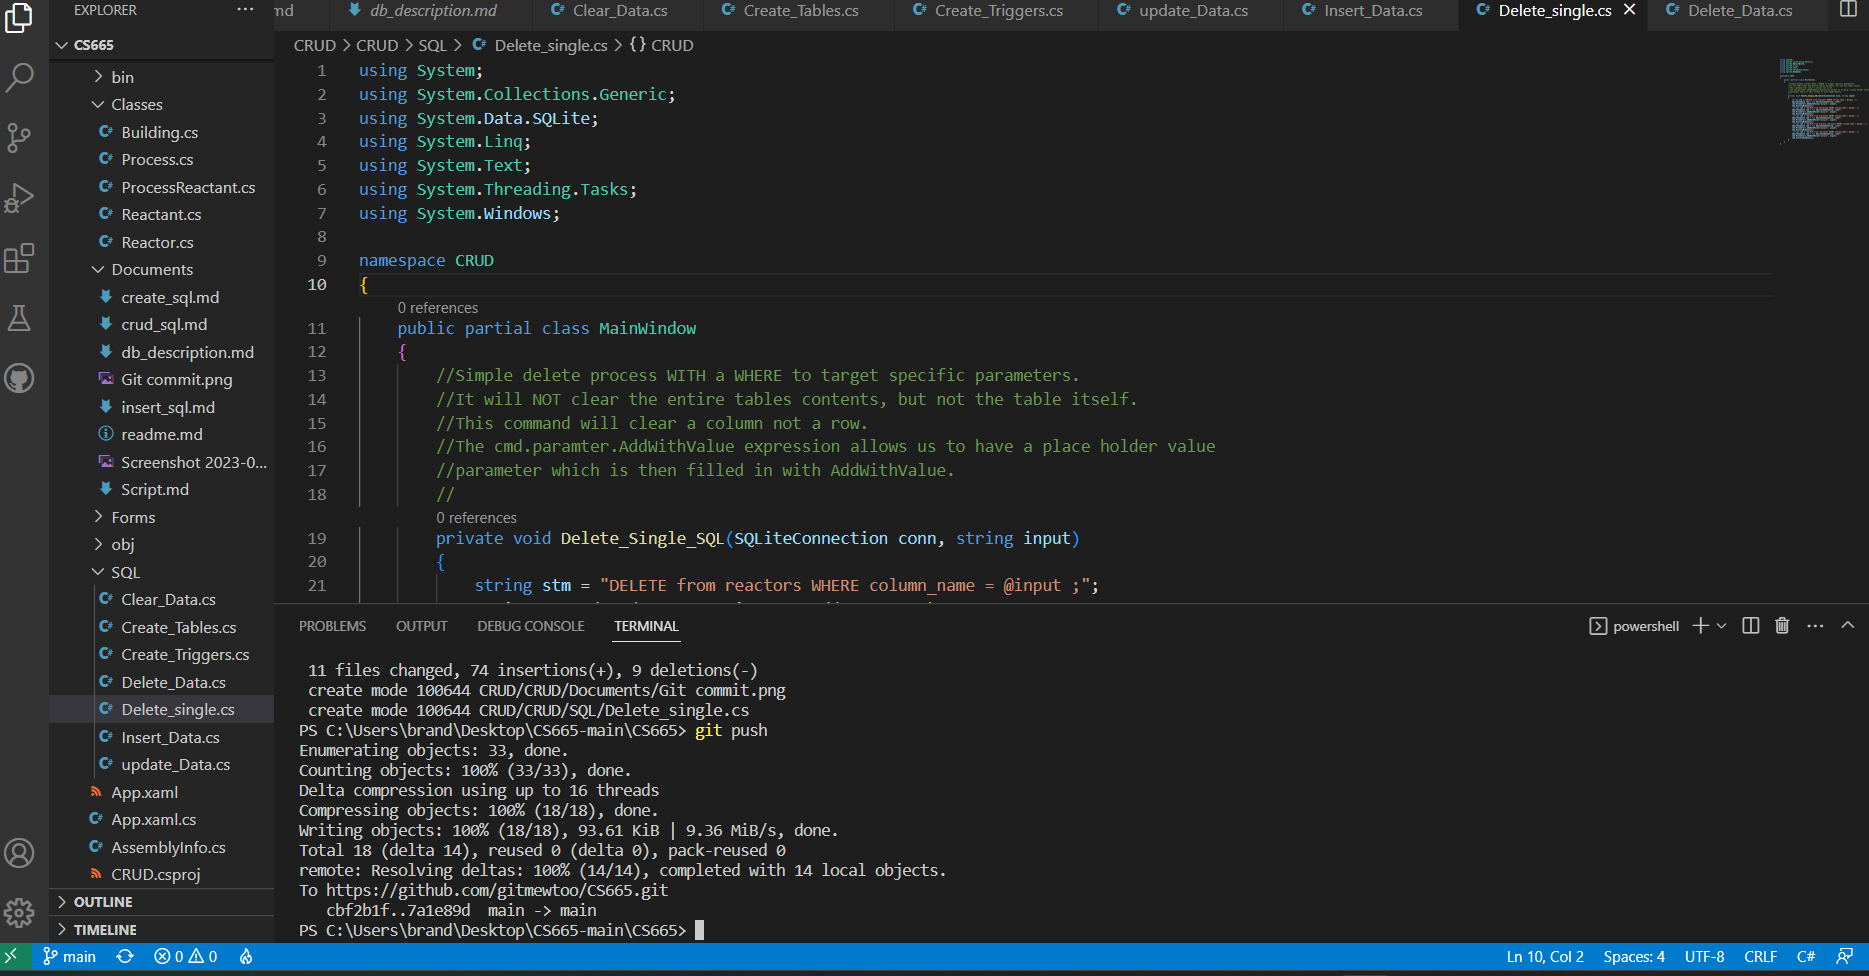 EXPLORER
CS665
bin
Classes
Building.cs
Process.cs
ProcessReactant.cs
Reactant.cs
Reactor.cs
Documents
create_sql.md
crud_sql.md
db_description.md
Git commit.png
insert_sql.md
readme.md
Screenshot 2023-0...
Script.md
Forms
obj
SQL
Clear_Data.cs
Create_Tables.cs
Create_Triggers.cs
Delete_Data.cs
Delete_single.cs
Insert_Data.cs
update_Data.cs
App.xaml
App.xaml.cs
AssemblyInfo.cs
CRUD.csproj
OUTLINE
TIMELINE
md db_description.md Clear_Data.cs Create_Tables.cs Create_Triggers.cs update_Data.cs Insert_Data.cs Delete_single.cs Delete_Data.cs
CRUD > CRUD > SQL > Delete_single.cs > {} CRUD
1 using System;
2 using System.Collections.Generic;
3 using System.Data.SQLite;
4 using System.Linq;
5 using System.Text;
6 using System.Threading.Tasks;
7 using System.Windows;
8
9 namespace CRUD
10 {
0 references
11 public partial class MainWindow
12 {
13 //Simple delete process WITH a WHERE to target specific parameters.
14 //It will NOT clear the entire tables contents, but not the table itself.
15 //This command will clear a column not a row.
16 //The cmd.paramter.AddWithValue expression allows us to have a place holder value
17 //parameter which is then filled in with AddWithValue.
18 //
0 references
19 private void Delete_Single_SQL(SQLiteConnection conn, string input)
20 {
21 string stm = "DELETE from reactors WHERE column_name = @input ;";
PROBLEMS OUTPUT DEBUG CONSOLE TERMINAL powershell
11 files changed, 74 insertions(+), 9 deletions(-)
create mode 100644 CRUD/CRUD/Documents/Git commit.png
create mode 100644 CRUD/CRUD/SQL/Delete_single.cs
PS C:\Users\brand\Desktop\CS665-main\CS665> git push
Enumerating objects: 33, done.
Counting objects: 100% (33/33), done.
Delta compression using up to 16 threads
Compressing objects: 100% (18/18), done.
Writing objects: 100% (18/18), 93.61 KiB | 9.36 MiB/s, done.
Total 18 (delta 14), reused 0 (delta 0), pack-reused 0
remote: Resolving deltas: 100% (14/14), completed with 14 local objects.
To https://github.com/gitmewtoo/CS665.git
cbf2b1f..7a1e89d main -> main
PS C:\Users\brand\Desktop\CS665-main\CS665>
main 0 0 Ln 10, Col 2 Spaces: 4 UTF-8 CRLF C#